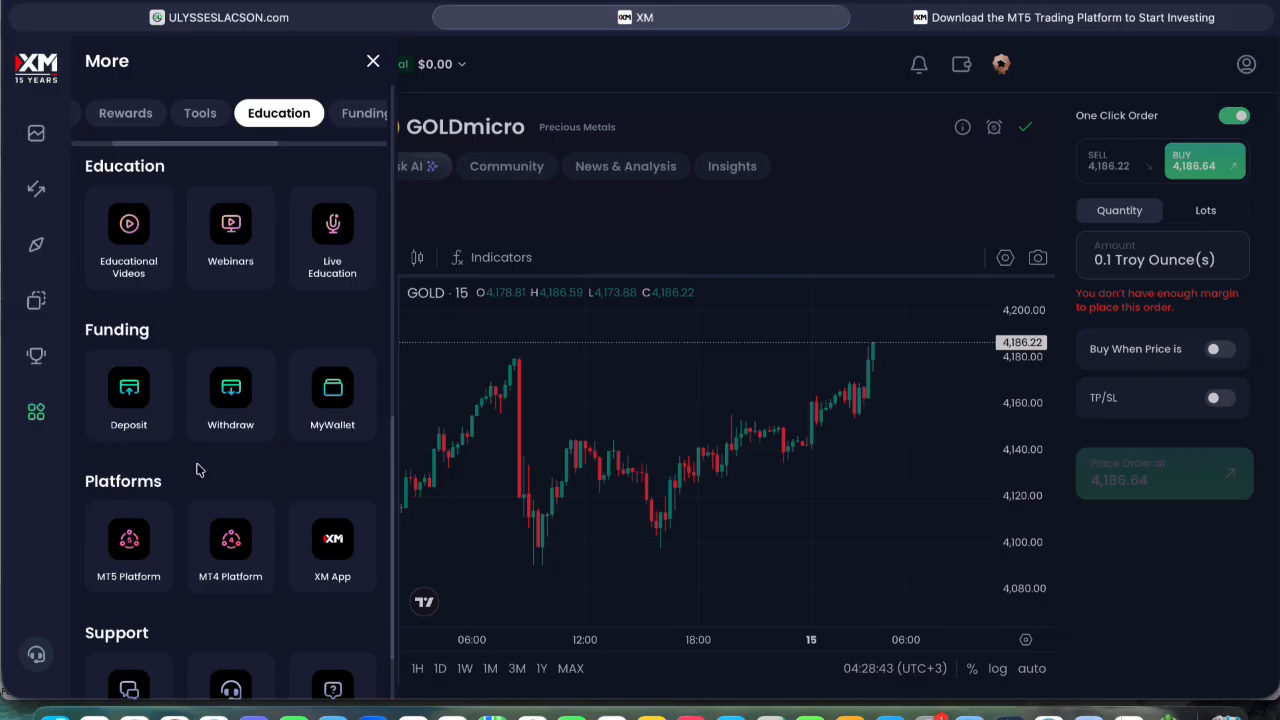 ULYSSESLACSON.com
XM
Download the MT5 Trading Platform to Start Investing
XM
15 YEARS
More
al $0.00
Rewards
Tools
Education
Funding
GOLDmicro
Precious Metals
One Click Order
SELL
4,186.22
BUY
4,186.64
Education
sk AI
Community
News & Analysis
Insights
Educational
Videos
Webinars
Live
Education
Quantity
Lots
Amount
0.1 Troy Ounce(s)
Indicators
You don't have enough margin
to place this order.
GOLD · 15 O4,178.81 H4,186.59 L4,173.88 C4,186.22
4,200.00
4,186.22
4,180.00
4,160.00
4,140.00
4,120.00
4,100.00
4,080.00
Funding
Buy When Price is
Deposit
Withdraw
MyWallet
TP/SL
Place Order at
4,186.64
Platforms
MT5 Platform
MT4 Platform
XM
XM App
Support
06:00
12:00
18:00
15
06:00
1H 1D 1W 1M 3M 1Y MAX
04:28:43 (UTC+3)
% log auto